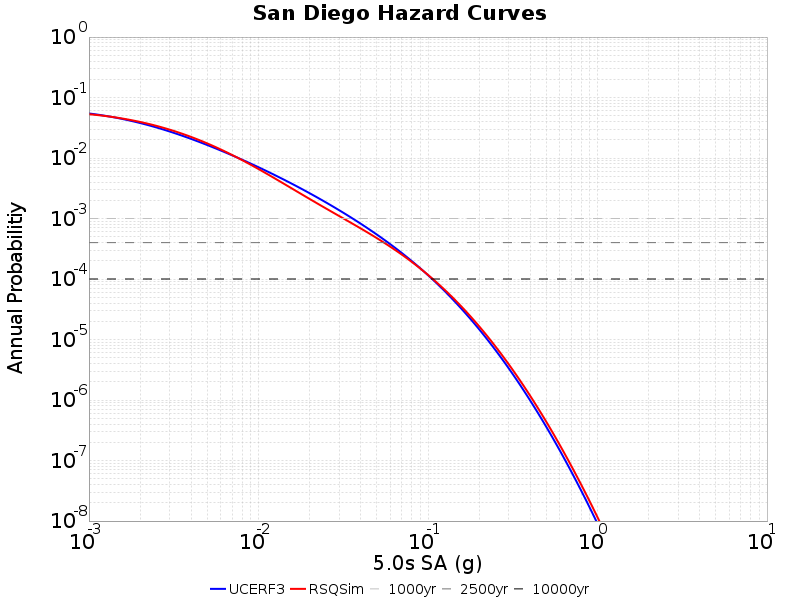 San Diego Hazard Curves
Annual Probabilitiy
10^0
10^-1
10^-2
10^-3
10^-4
10^-5
10^-6
10^-7
10^-8
10^-3 10^-2 10^-1 10^0 10^1
5.0s SA (g)
UCERF3 RSQSim 1000yr 2500yr 10000yr